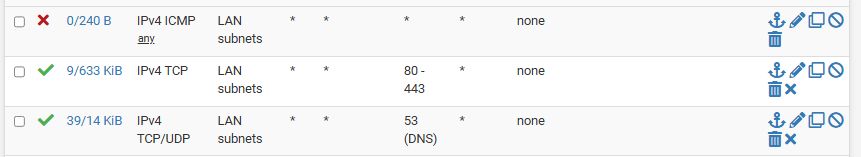 0/240 B IPv4 ICMP LAN * * * * none
any subnets
9/633 KiB IPv4 TCP LAN * * 80 - * none
subnets 443
39/14 KiB IPv4 LAN * * 53 * none
TCP/UDP subnets (DNS)